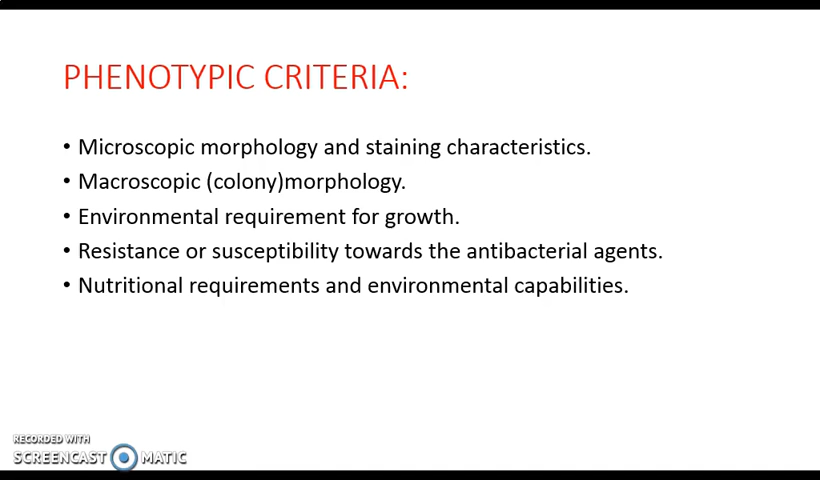 PHENOTYPIC CRITERIA:
• Microscopic morphology and staining characteristics.
• Macroscopic (colony)morphology.
• Environmental requirement for growth.
• Resistance or susceptibility towards the antibacterial agents.
• Nutritional requirements and environmental capabilities.
RECORDED WITH
SCREENCAST MATIC